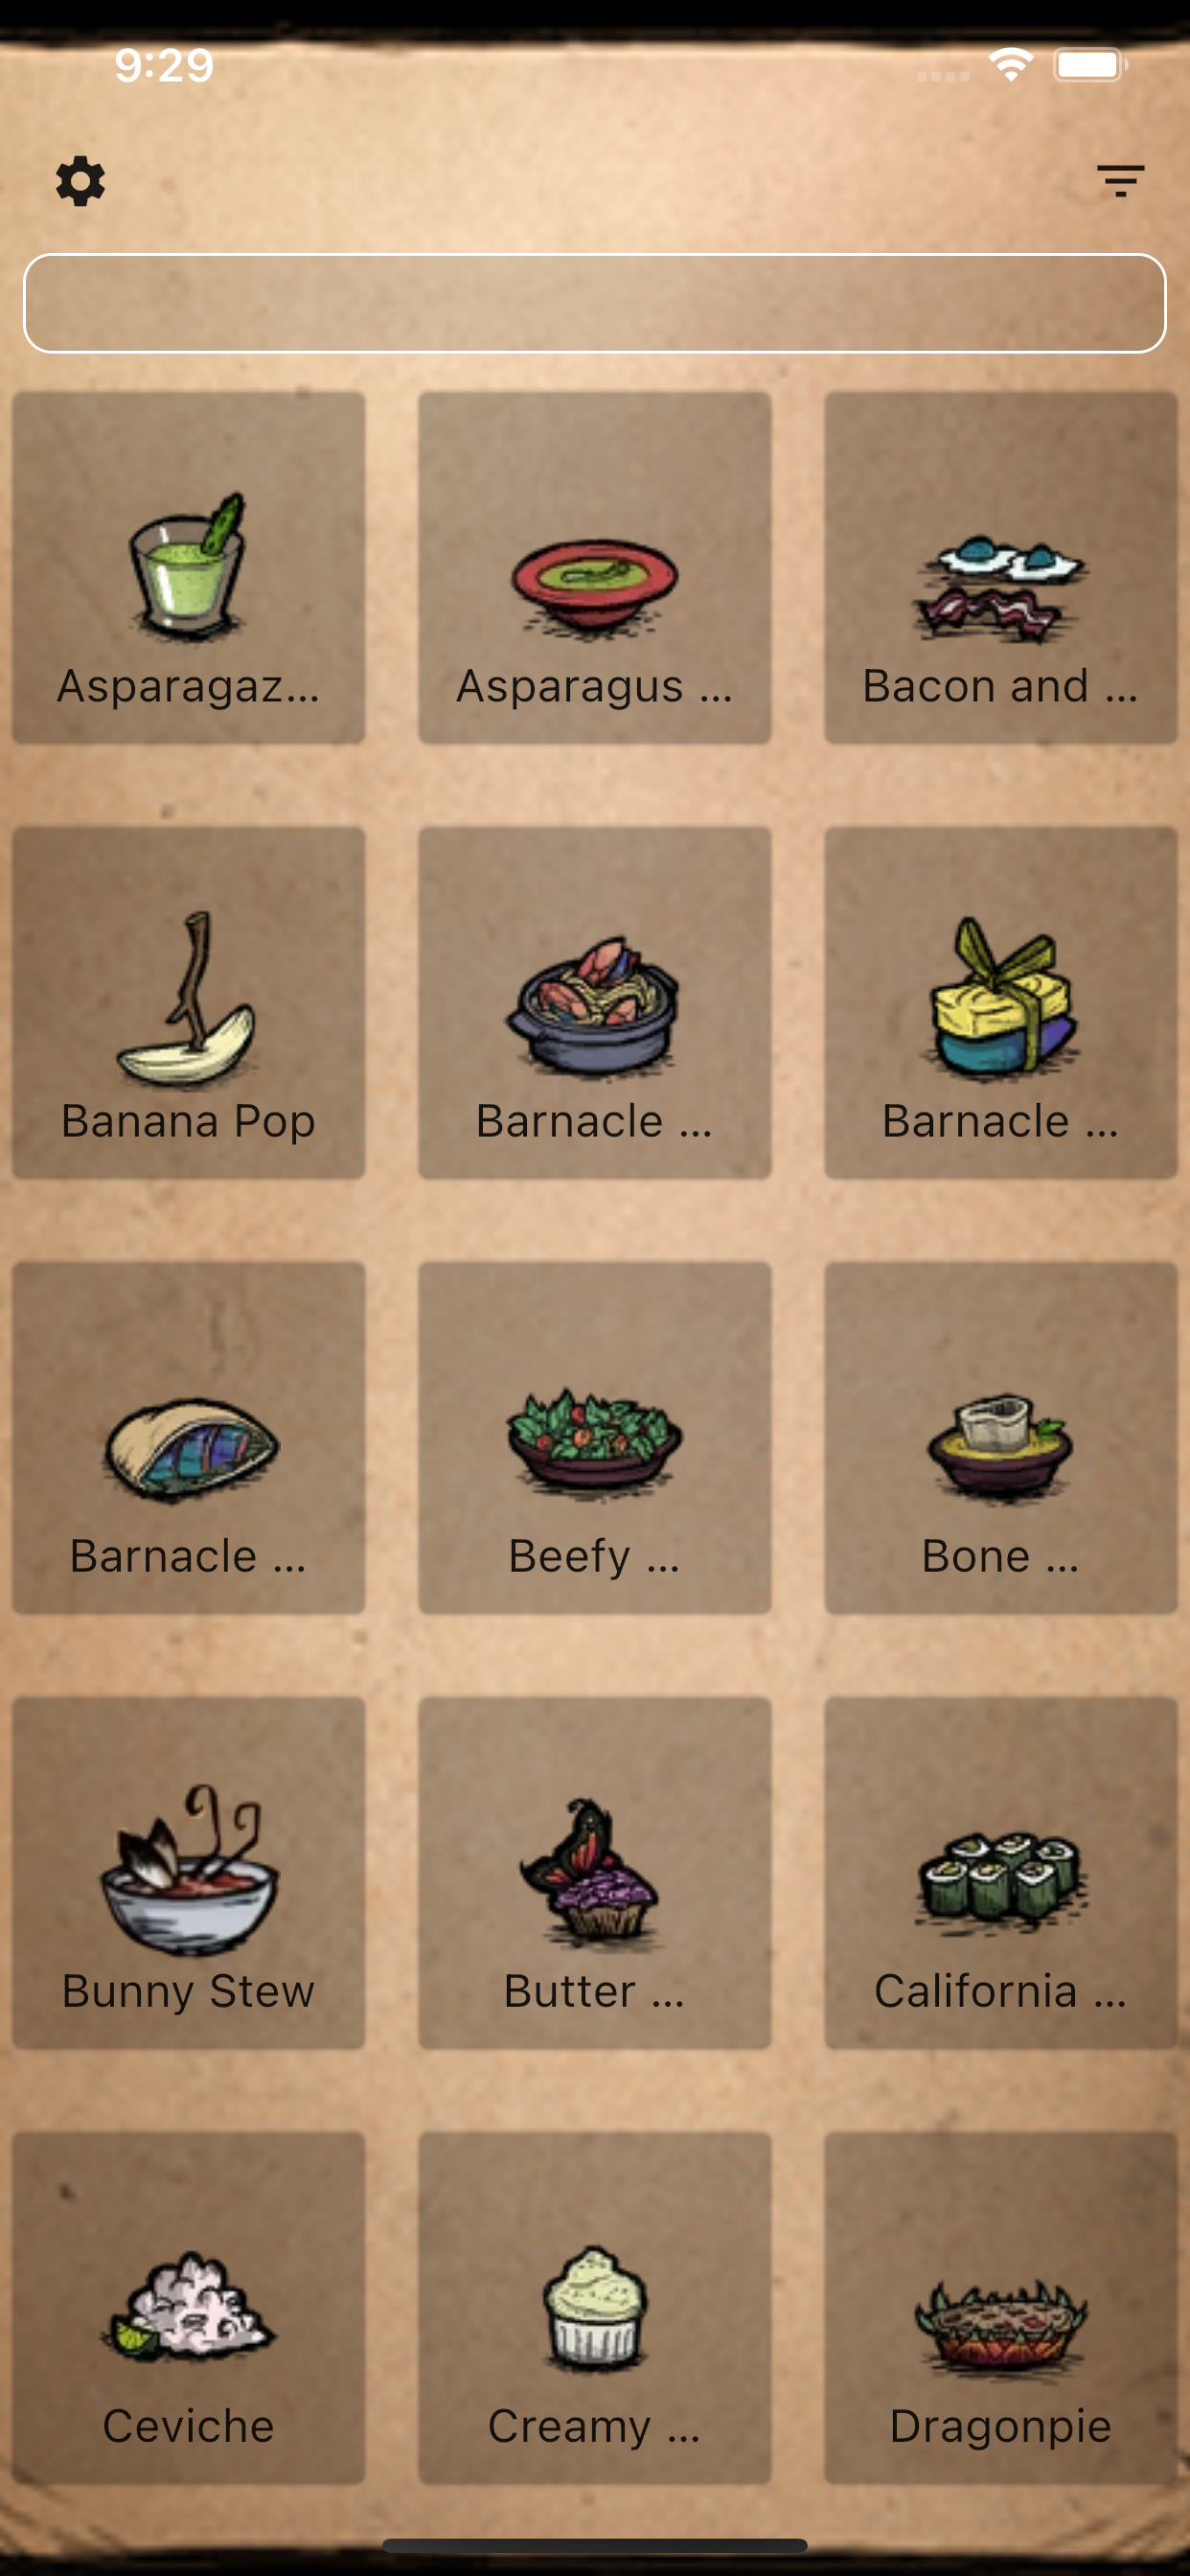 9:29
Asparagaz...
Asparagus ...
Bacon and ...
Banana Pop
Barnacle ...
Barnacle ...
Barnacle ...
Beefy ...
Bone ...
Bunny Stew
Butter ...
California ...
Ceviche
Creamy ...
Dragonpie